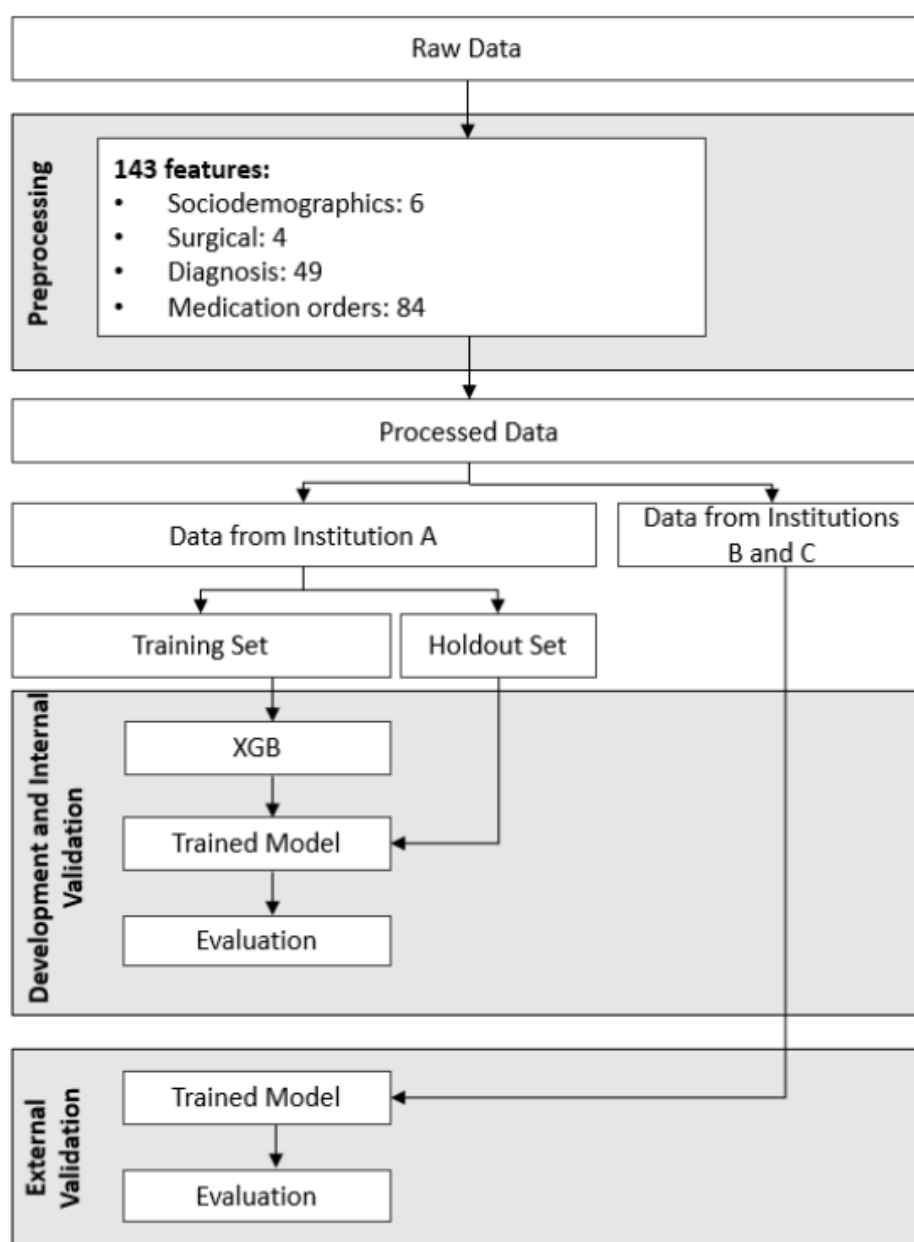 Raw Data
Preprocessing
143 features:
• Sociodemographics: 6
• Surgical: 4
• Diagnosis: 49
• Medication orders: 84
Processed Data
Data from Institution A
Data from Institutions
B and C
Training Set
Holdout Set
Development and Internal
Validation
XGB
Trained Model
Evaluation
External
Validation
Trained Model
Evaluation